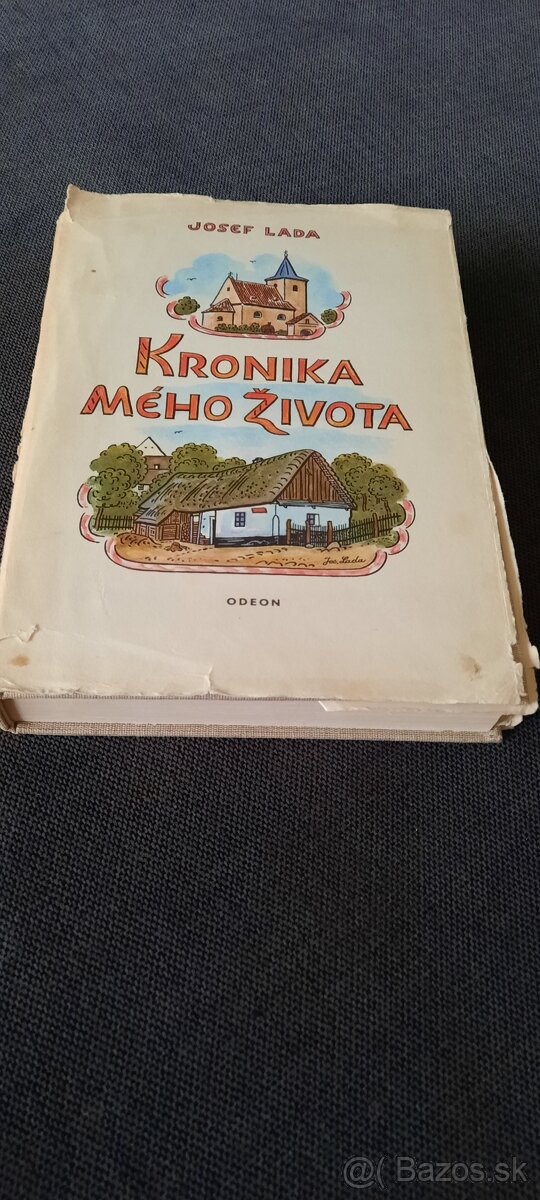 JOSEF LADA
KRONIKA
MÉHO ŽIVOTA
Jos. Lada
ODEON
@( Bazos.sk